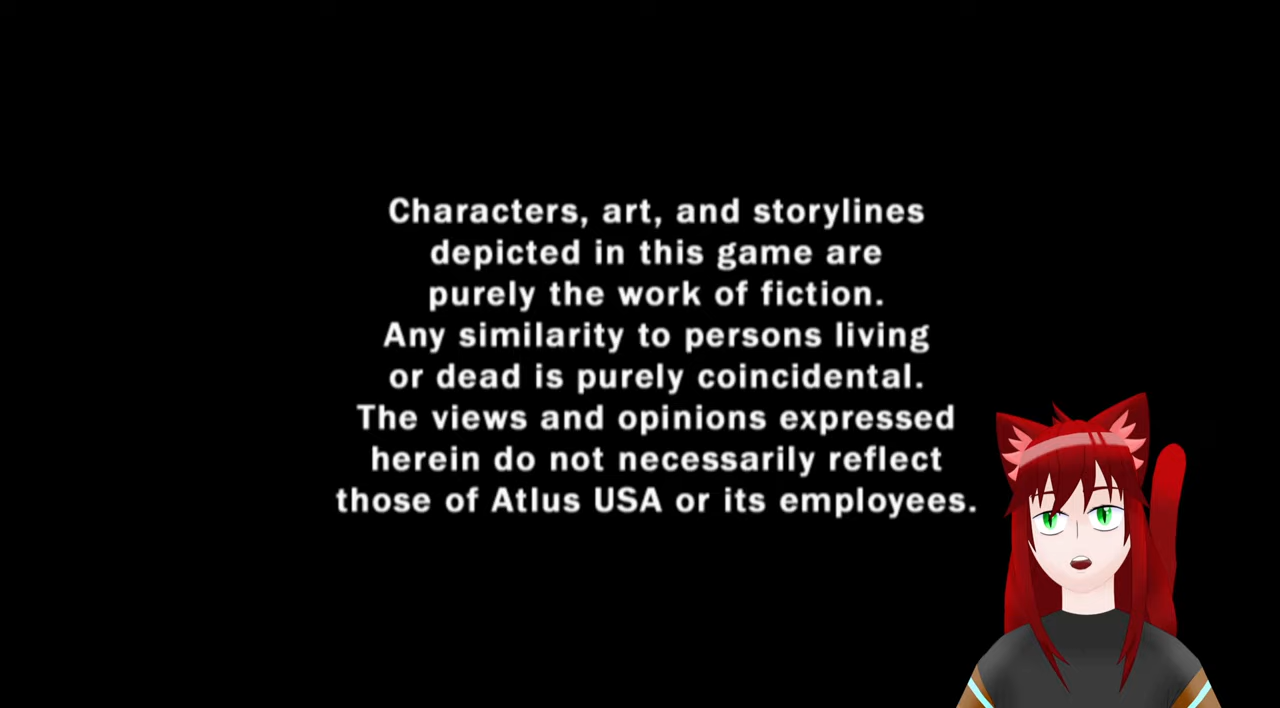 Characters, art, and storylines
depicted in this game are
purely the work of fiction.
Any similarity to persons living
or dead is purely coincidental.
The views and opinions expressed
herein do not necessarily reflect
those of Atlus USA or its employees.